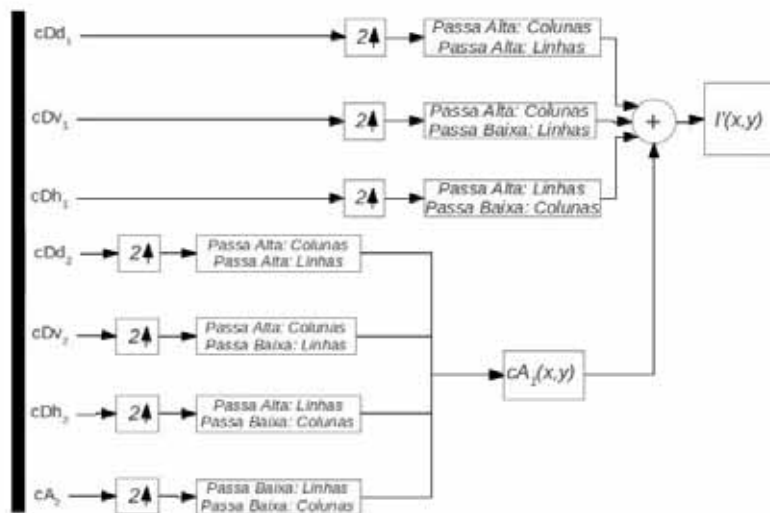 cDd₁
2
Passa Alta: Colunas
Passa Alta: Linhas
cDv₁
2
Passa Alta: Colunas
Passa Baixa: Linhas
+
I'(x,y)
cDh₁
2
Passa Alta: Linhas
Passa Baixa: Colunas
cDd₂
2
Passa Alta: Colunas
Passa Alta: Linhas
cDv₂
2
Passa Alta: Colunas
Passa Baixa: Linhas
cA₁(x,y)
cDh₂
2
Passa Alta: Linhas
Passa Baixa: Colunas
cA₂
2
Passa Baixa: Linhas
Passa Baixa: Colunas